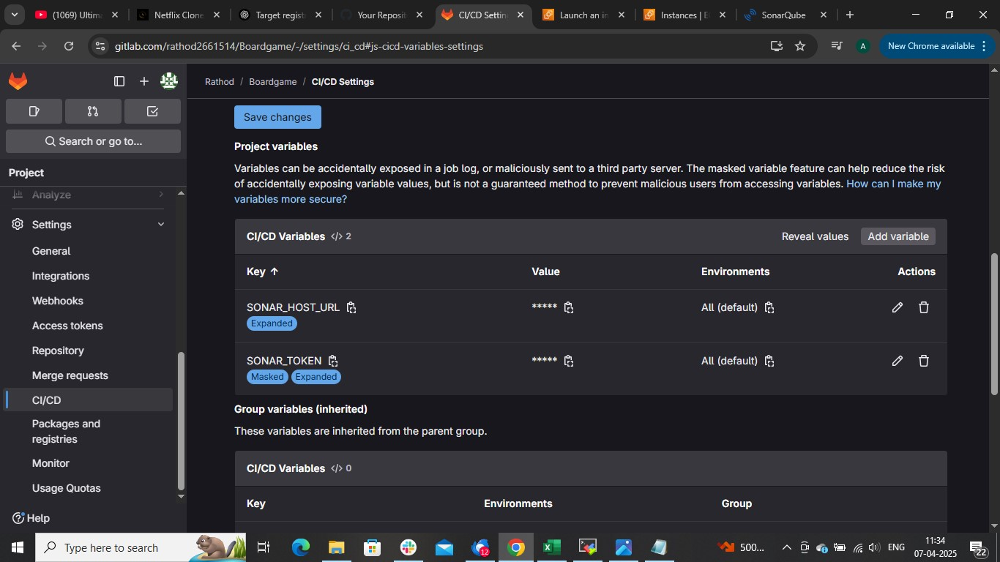 (1069) Ultim
Netflix Clone
Target regist
Your Reposit
CI/CD Settin
Launch an in
Instances | E
SonarQube
gitlab.com/rathod2661514/Boardgame/-/settings/ci_cd#js-cicd-variables-settings
A
New Chrome available
Rathod / Boardgame / CI/CD Settings
Search or go to...
Project
Analyze
Settings
General
Integrations
Webhooks
Access tokens
Repository
Merge requests
CI/CD
Packages and
registries
Monitor
Usage Quotas
Help
Save changes
Project variables
Variables can be accidentally exposed in a job log, or maliciously sent to a third party server. The masked variable feature can help reduce the risk
of accidentally exposing variable values, but is not a guaranteed method to prevent malicious users from accessing variables. How can I make my
variables more secure?
CI/CD Variables </> 2
Reveal values
Add variable
Key ↑ Value Environments Actions
SONAR_HOST_URL ***** All (default)
Expanded
SONAR_TOKEN ***** All (default)
Masked Expanded
Group variables (inherited)
These variables are inherited from the parent group.
CI/CD Variables </> 0
Key Environments Group
Type here to search
12
500...
ENG
11:34
07-04-2025
22